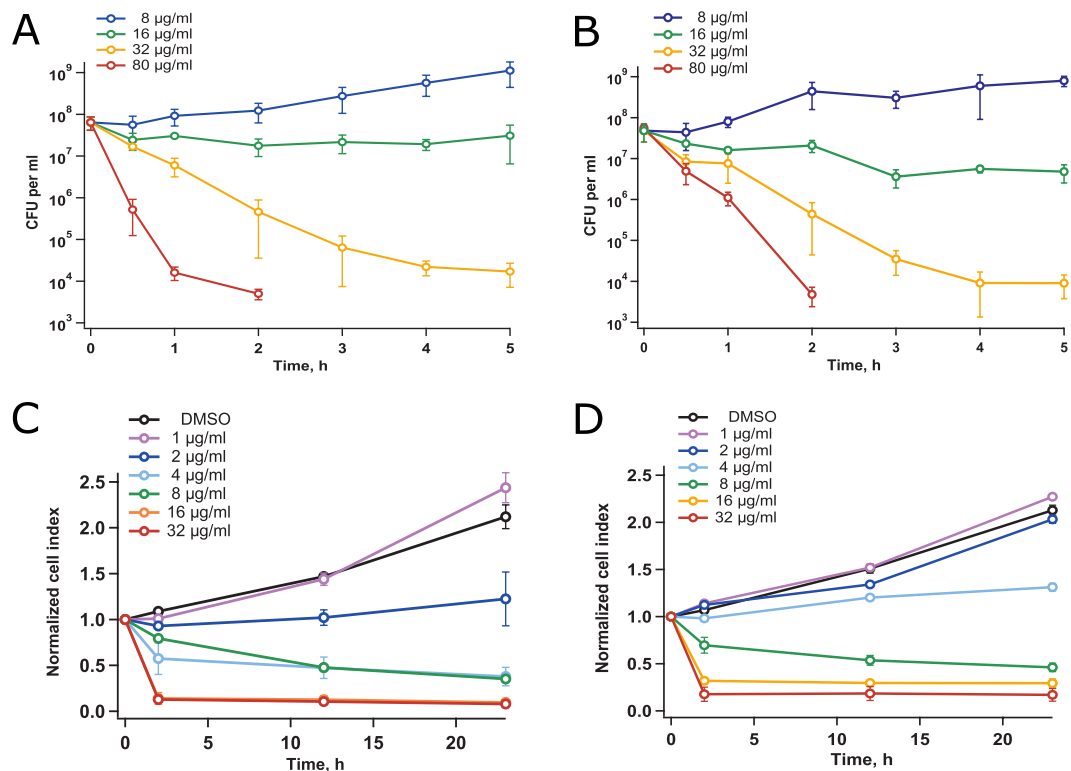 A
8 µg/ml
16 µg/ml
32 µg/ml
80 µg/ml
CFU per ml
10⁹
10⁸
10⁷
10⁶
10⁵
10⁴
10³
0 1 2 3 4 5
Time, h
B
8 µg/ml
16 µg/ml
32 µg/ml
80 µg/ml
CFU per ml
10⁹
10⁸
10⁷
10⁶
10⁵
10⁴
10³
0 1 2 3 4 5
Time, h
C
DMSO
1 µg/ml
2 µg/ml
4 µg/ml
8 µg/ml
16 µg/ml
32 µg/ml
Normalized cell index
2.5
2.0
1.5
1.0
0.5
0.0
0 5 10 15 20
Time, h
D
DMSO
1 µg/ml
2 µg/ml
4 µg/ml
8 µg/ml
16 µg/ml
32 µg/ml
Normalized cell index
2.5
2.0
1.5
1.0
0.5
0.0
0 5 10 15 20
Time, h